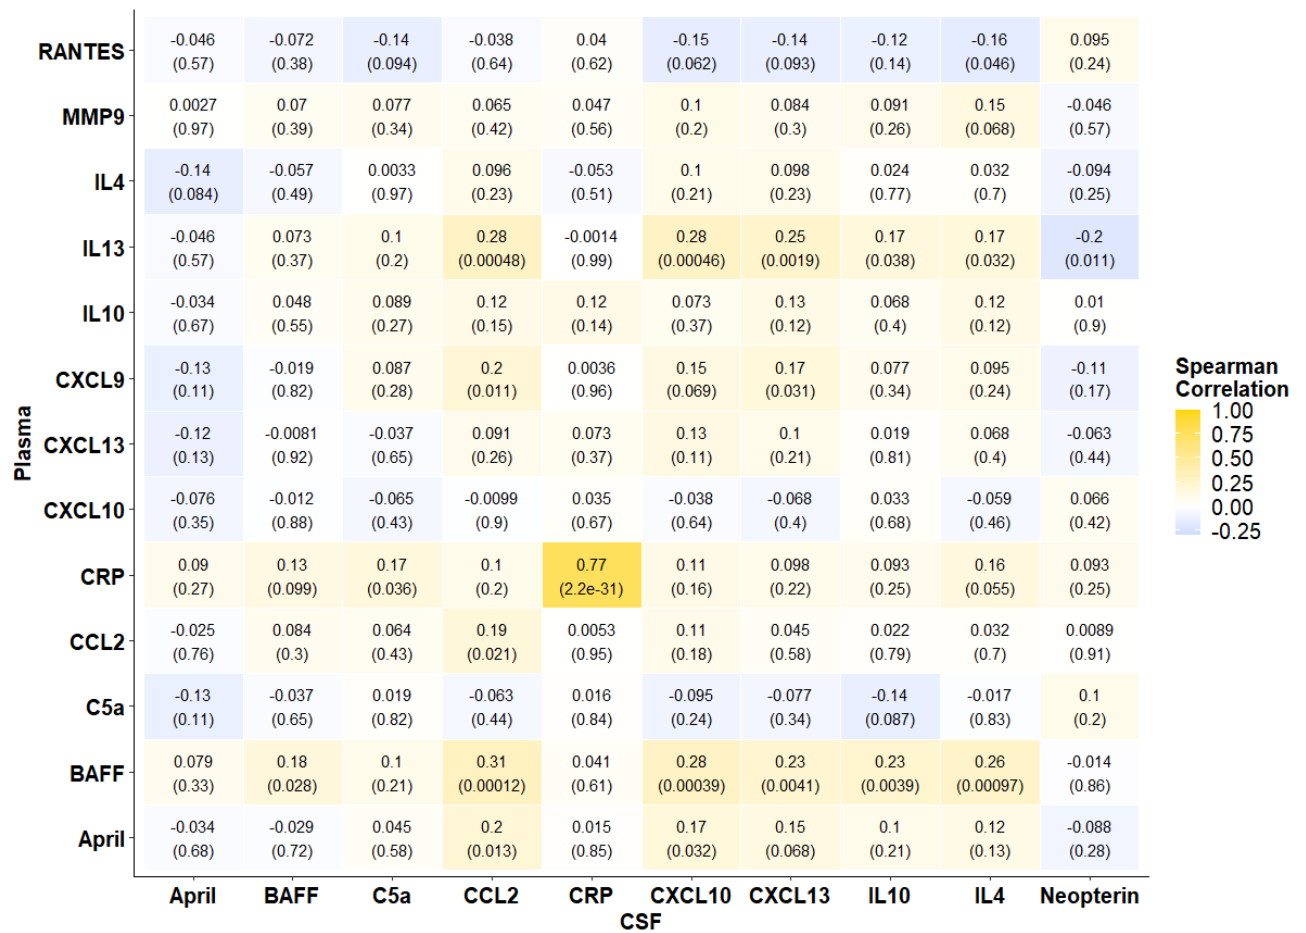 RANTES -0.046 -0.072 -0.14 -0.038 0.04 -0.15 -0.14 -0.12 -0.16 0.095
(0.57) (0.38) (0.094) (0.64) (0.62) (0.062) (0.093) (0.14) (0.046) (0.24)
MMP9 0.0027 0.07 0.077 0.065 0.047 0.1 0.084 0.091 0.15 -0.046
(0.97) (0.39) (0.34) (0.42) (0.56) (0.2) (0.3) (0.26) (0.068) (0.57)
IL4 -0.14 -0.057 0.0033 0.096 -0.053 0.1 0.098 0.024 0.032 -0.094
(0.084) (0.49) (0.97) (0.23) (0.51) (0.21) (0.23) (0.77) (0.7) (0.25)
IL13 -0.046 0.073 0.1 0.28 -0.0014 0.28 0.25 0.17 0.17 -0.2
(0.57) (0.37) (0.2) (0.00048) (0.99) (0.00046) (0.0019) (0.038) (0.032) (0.011)
IL10 -0.034 0.048 0.089 0.12 0.12 0.073 0.13 0.068 0.12 0.01
(0.67) (0.55) (0.27) (0.15) (0.14) (0.37) (0.12) (0.4) (0.12) (0.9)
CXCL9 -0.13 -0.019 0.087 0.2 0.0036 0.15 0.17 0.077 0.095 -0.11
(0.11) (0.82) (0.28) (0.011) (0.96) (0.069) (0.031) (0.34) (0.24) (0.17)
CXCL13 -0.12 -0.0081 -0.037 0.091 0.073 0.13 0.1 0.019 0.068 -0.063
(0.13) (0.92) (0.65) (0.26) (0.37) (0.11) (0.21) (0.81) (0.4) (0.44)
CXCL10 -0.076 -0.012 -0.065 -0.0099 0.035 -0.038 -0.068 0.033 -0.059 0.066
(0.35) (0.88) (0.43) (0.9) (0.67) (0.64) (0.4) (0.68) (0.46) (0.42)
CRP 0.09 0.13 0.17 0.1 0.77 0.11 0.098 0.093 0.16 0.093
(0.27) (0.099) (0.036) (0.2) (2.2e-31) (0.16) (0.22) (0.25) (0.055) (0.25)
CCL2 -0.025 0.084 0.064 0.19 0.0053 0.11 0.045 0.022 0.032 0.0089
(0.76) (0.3) (0.43) (0.021) (0.95) (0.18) (0.58) (0.79) (0.7) (0.91)
C5a -0.13 -0.037 0.019 -0.063 0.016 -0.095 -0.077 -0.14 -0.017 0.1
(0.11) (0.65) (0.82) (0.44) (0.84) (0.24) (0.34) (0.087) (0.83) (0.2)
BAFF 0.079 0.18 0.1 0.31 0.041 0.28 0.23 0.23 0.26 -0.014
(0.33) (0.028) (0.21) (0.00012) (0.61) (0.00039) (0.0041) (0.0039) (0.00097) (0.86)
April -0.034 -0.029 0.045 0.2 0.015 0.17 0.15 0.1 0.12 -0.088
(0.68) (0.72) (0.58) (0.013) (0.85) (0.032) (0.068) (0.21) (0.13) (0.28)
April BAFF C5a CCL2 CRP CXCL10 CXCL13 IL10 IL4 Neopterin
CSF
Plasma
Spearman
Correlation
1.00
0.75
0.50
0.25
0.00
-0.25